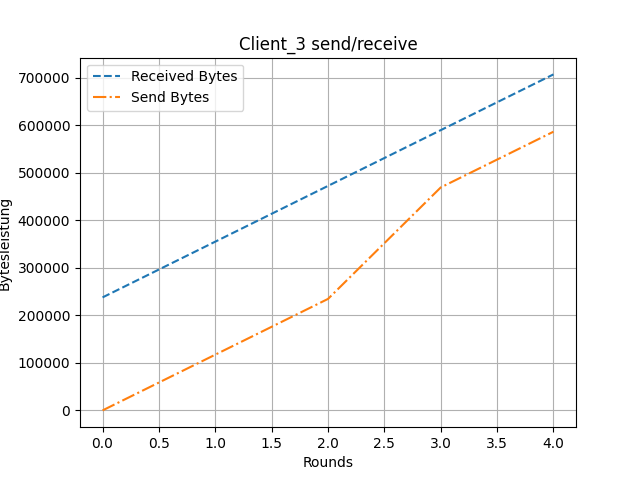 Client_3 send/receive
Received Bytes
Send Bytes
700000
600000
500000
400000
300000
200000
100000
0
Bytesleistung
0.0 0.5 1.0 1.5 2.0 2.5 3.0 3.5 4.0
Rounds